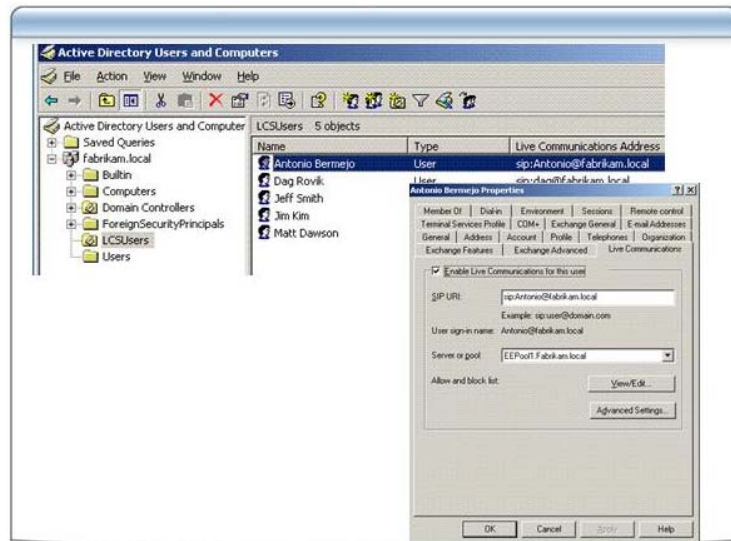 Active Directory Users and Computers
File Action View Window Help
Active Directory Users and Computer
Saved Queries
fabrikam.local
Builtin
Computers
Domain Controllers
ForeignSecurityPrincipals
LCSUsers
Users
LCSUsers 5 objects
Name Type Live Communications Address
Antonio Bermejo User sip:Antonio@fabrikam.local
Dag Rovik User sip:dag@fabrikam.local
Jeff Smith
Jim Kim
Matt Dawson
Antonio Bermejo Properties
Member Of Dial-in Environment Sessions Remote control
Terminal Services Profile COM+ Exchange General E-mail Addresses
General Address Account Profile Telephones Organization
Exchange Features Exchange Advanced Live Communications
Enable Live Communications for this user
SIP URI: sip:Antonio@fabrikam.local
Example: sip:user@domain.com
User sign-in name: Antonio@fabrikam.local
Server or pool: EEPool1.Fabrikam.local
Allow and block list: View/Edit...
Advanced Settings...
OK Cancel Apply Help